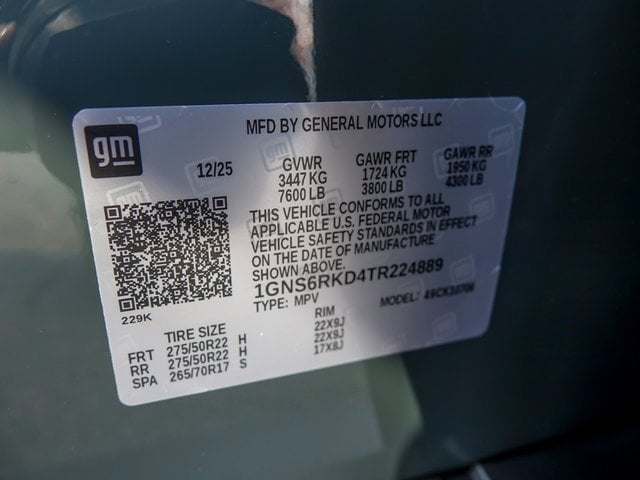 gm
MFD BY GENERAL MOTORS LLC
12/25
GVWR
3447 KG
7600 LB
GAWR FRT
1724 KG
3800 LB
GAWR RR
1950 KG
4300 LB
THIS VEHICLE CONFORMS TO ALL
APPLICABLE U.S. FEDERAL MOTOR
VEHICLE SAFETY STANDARDS IN EFFECT
ON THE DATE OF MANUFACTURE
SHOWN ABOVE.
1GNS6RKD4TR224889
TYPE: MPV
MODEL:
229K
TIRE SIZE RIM
FRT 275/50R22 H 22X9J
RR 275/50R22 H 22X9J
SPA 265/70R17 S 17X8J